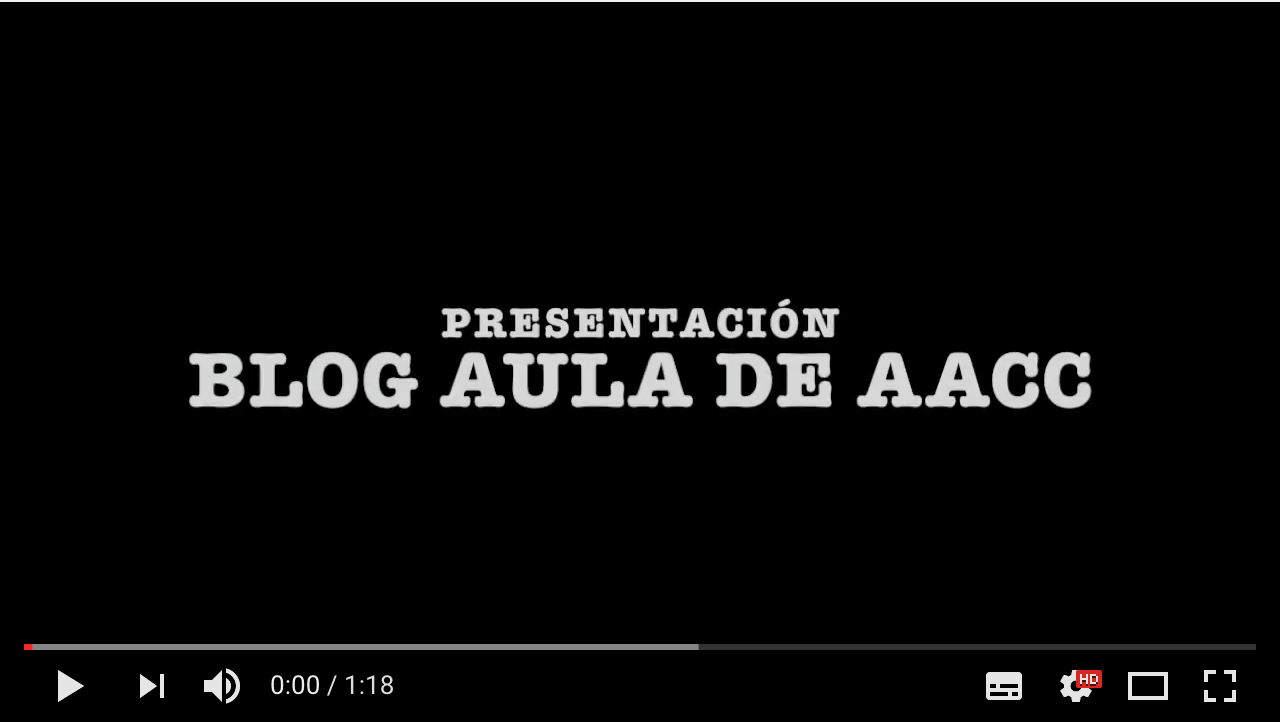 PRESENTACIÓN
BLOG AULA DE AACC
0:00 / 1:18
HD